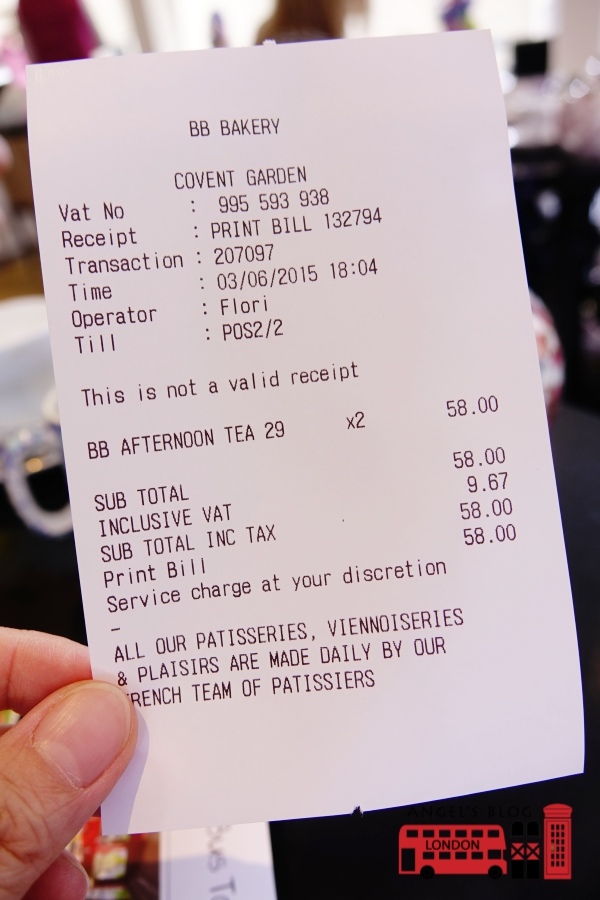 BB BAKERY
COVENT GARDEN
Vat No : 995 593 938
Receipt : PRINT BILL 132794
Transaction : 207097
Time : 03/06/2015 18:04
Operator : Flori
Till : POS2/2
This is not a valid receipt
BB AFTERNOON TEA 29 x2 58.00
SUB TOTAL 58.00
INCLUSIVE VAT 9.67
SUB TOTAL INC TAX 58.00
Print Bill 58.00
Service charge at your discretion
–
ALL OUR PATISSERIES, VIENNOISERIES
& PLAISIRS ARE MADE DAILY BY OUR
FRENCH TEAM OF PATISSIERS
ANGEL'S BLOG
LONDON